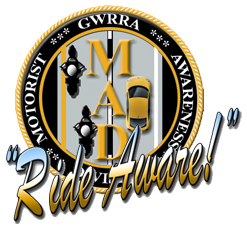 GWRRA
MOTORIST *** *** AWARENESS
M
A
D
"Ride Aware!"